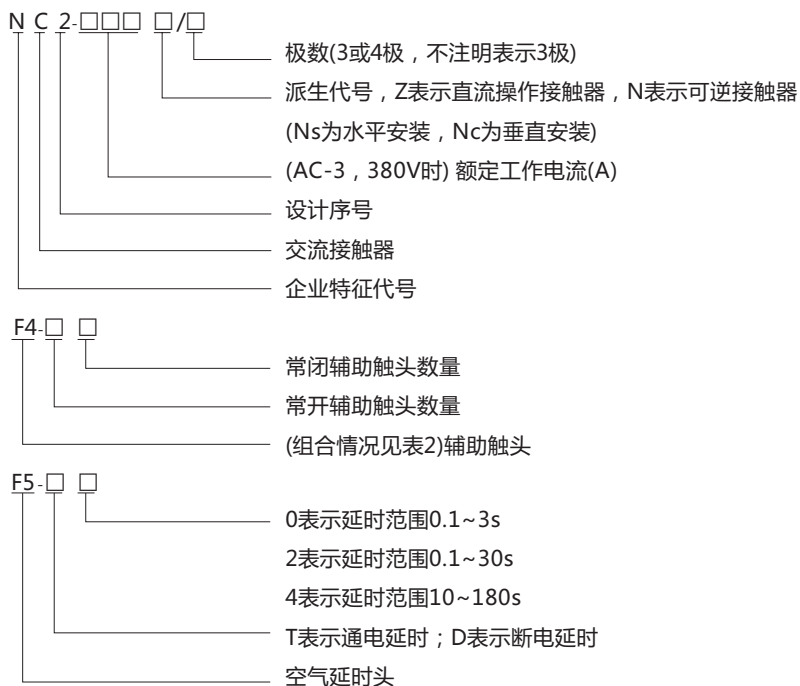 N C 2-□□□ □/□
极数(3或4极，不注明表示3极)
派生代号，Z表示直流操作接触器，N表示可逆接触器
(Ns为水平安装，Nc为垂直安装)
(AC-3，380V时) 额定工作电流(A)
设计序号
交流接触器
企业特征代号
F4-□ □
常闭辅助触头数量
常开辅助触头数量
(组合情况见表2)辅助触头
F5-□ □
0表示延时范围0.1~3s
2表示延时范围0.1~30s
4表示延时范围10~180s
T表示通电延时；D表示断电延时
空气延时头